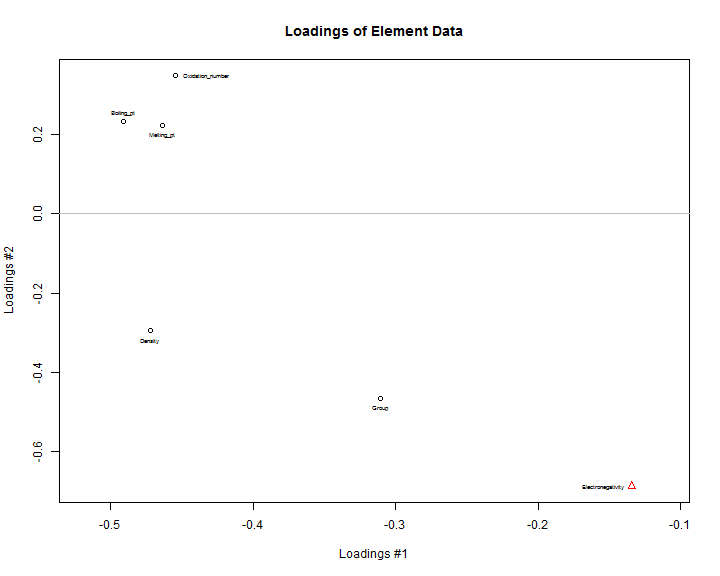 Loadings of Element Data
Oxidation_number
Boiling_pt
Melting_pt
Density
Group
Electronegativity
0.2
0.0
-0.2
-0.4
-0.6
Loadings #2
-0.5
-0.4
-0.3
-0.2
-0.1
Loadings #1